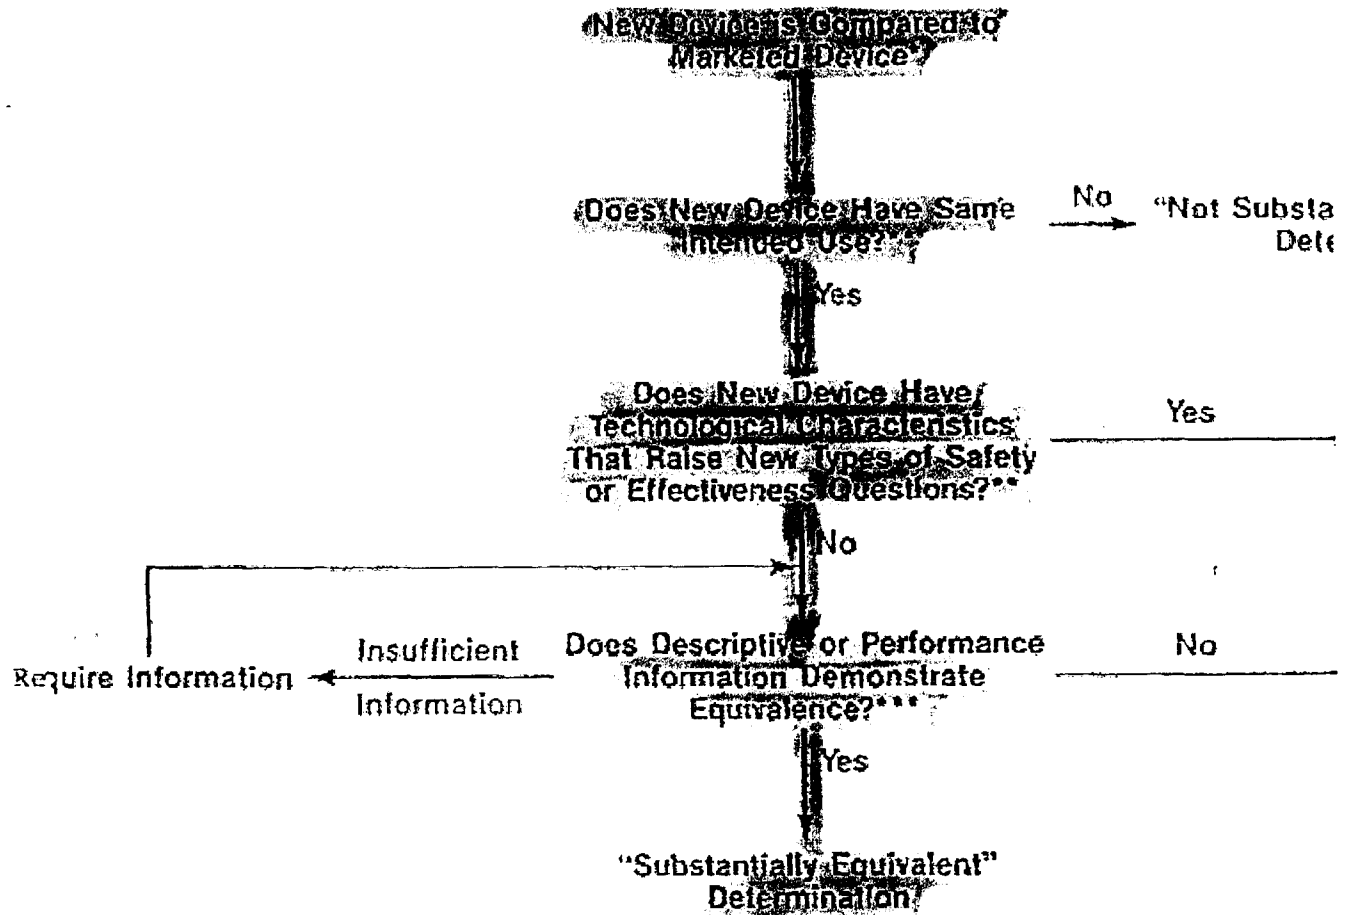 New Device is Compared to
Marketed Device*
Does New Device Have Same
Intended Use?**
No
"Not Substa
Dete
Yes
Does New Device Have
Technological Characteristics
That Raise New Types of Safety
or Effectiveness Questions?**
Yes
No
Does Descriptive or Performance
Information Demonstrate
Equivalence?***
No
Insufficient
Information
Require Information
Yes
"Substantially Equivalent"
Determination